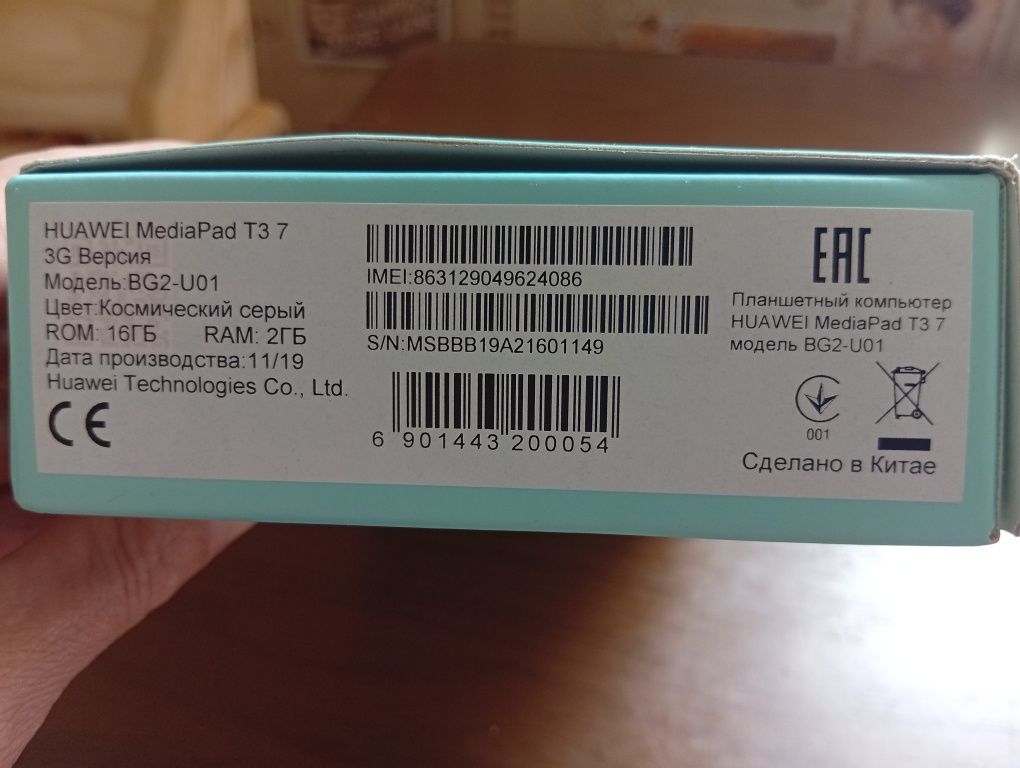 HUAWEI MediaPad T3 7
3G Версия
Модель:BG2-U01
Цвет:Космический серый
ROM: 16ГБ RAM: 2ГБ
Дата производства:11/19
Huawei Technologies Co., Ltd.
CE
IMEI:863129049624086
S/N:MSBBB19A21601149
6 901443 200054
EAC
Планшетный компьютер
HUAWEI MediaPad T3 7
модель BG2-U01
001
Сделано в Китае